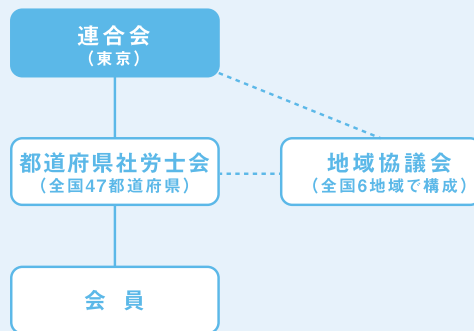 連合会
（東京）
都道府県社労士会
（全国47都道府県）
地域協議会
（全国6地域で構成）
会 員